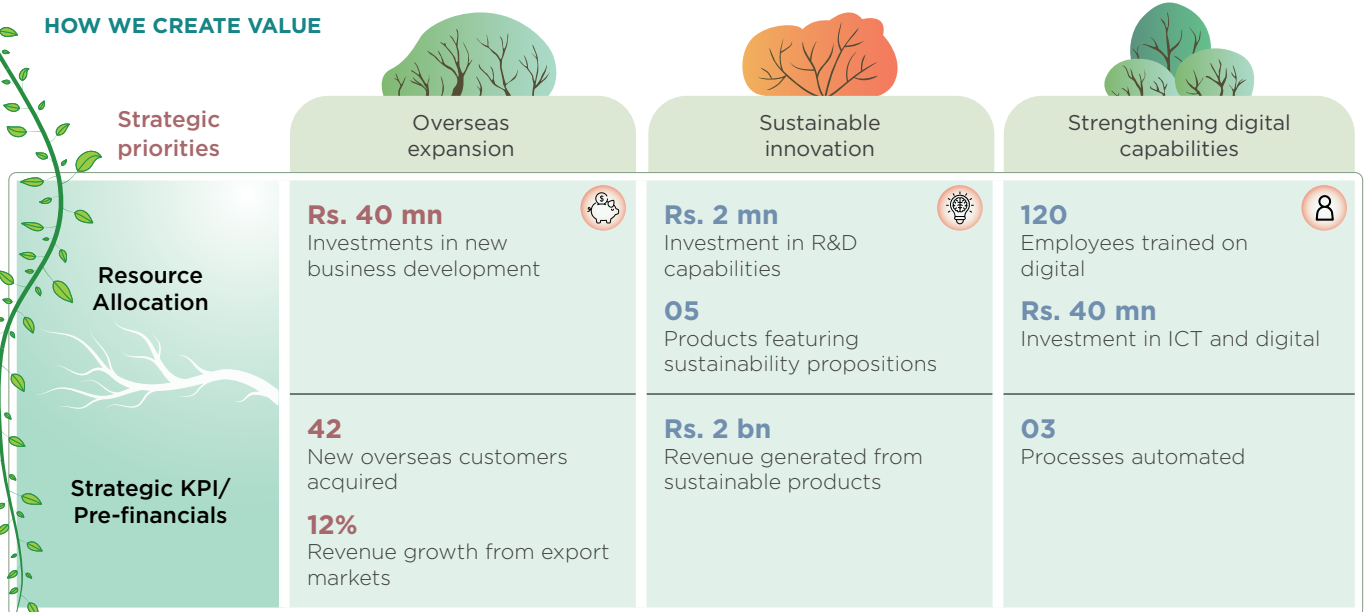 HOW WE CREATE VALUE
Strategic
priorities
Overseas
expansion
Sustainable
innovation
Strengthening digital
capabilities
Resource
Allocation
Rs. 40 mn
Investments in new
business development
Rs. 2 mn
Investment in R&D
capabilities
05
Products featuring
sustainability propositions
120
Employees trained on
digital
Rs. 40 mn
Investment in ICT and digital
Strategic KPI/
Pre-financials
42
New overseas customers
acquired
12%
Revenue growth from export
markets
Rs. 2 bn
Revenue generated from
sustainable products
03
Processes automated